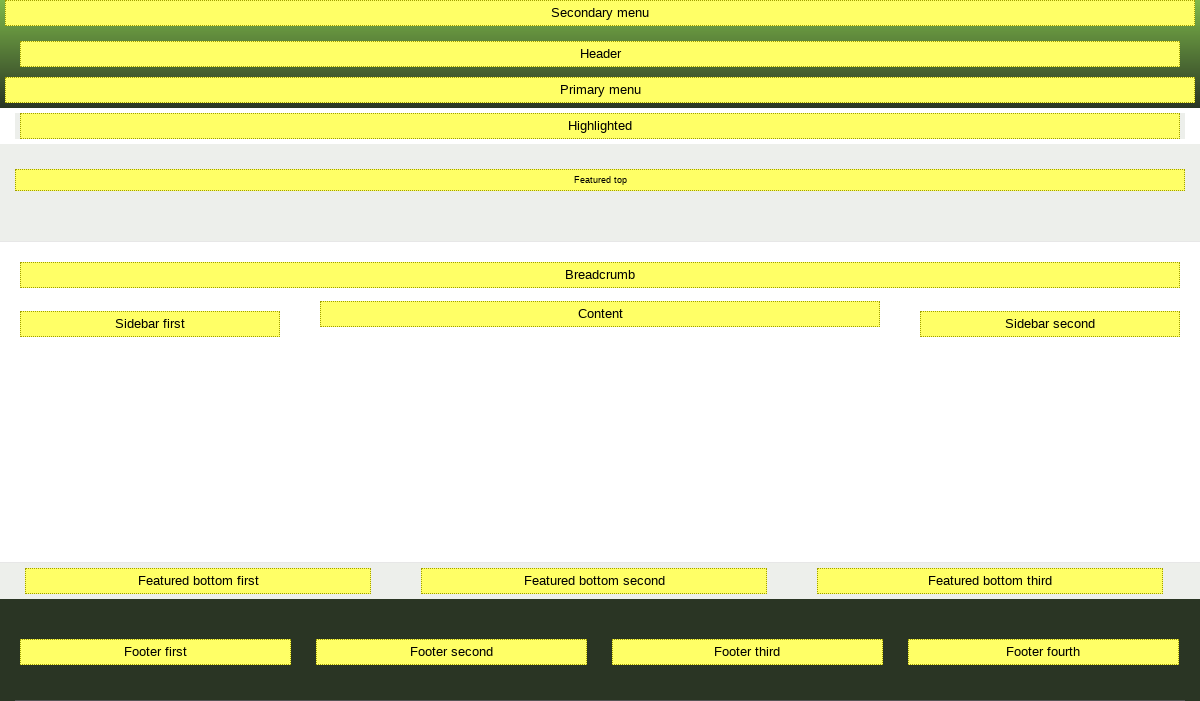 Secondary menu
Header
Primary menu
Highlighted
Featured top
Breadcrumb
Sidebar first
Content
Sidebar second
Featured bottom first
Featured bottom second
Featured bottom third
Footer first
Footer second
Footer third
Footer fourth